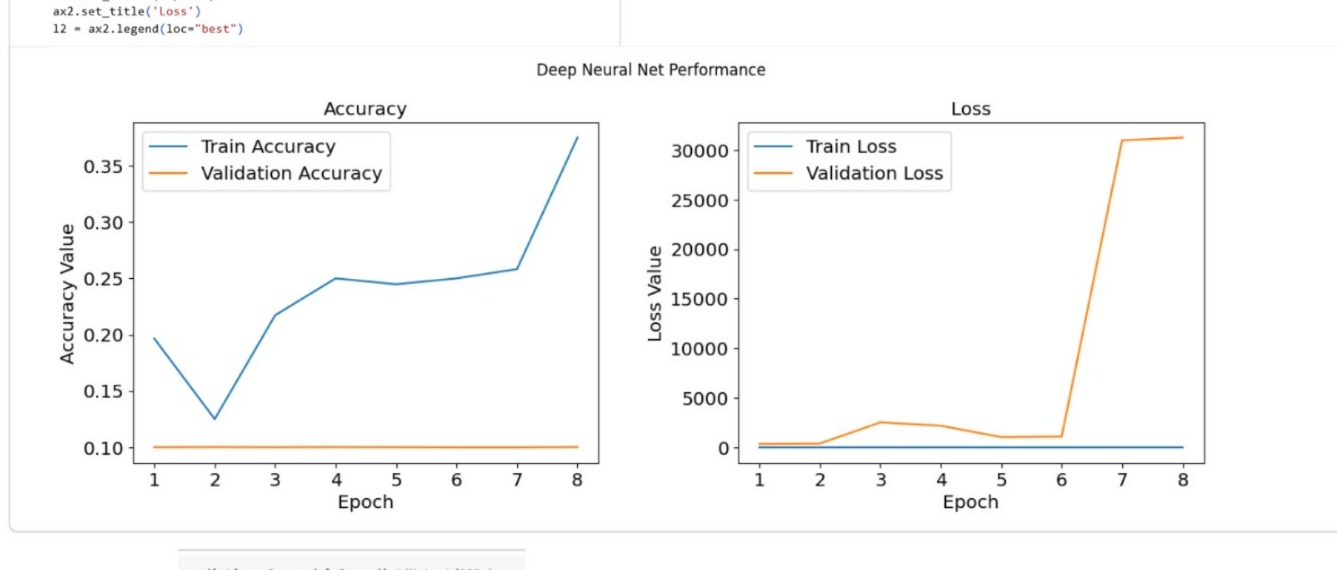 ax2.set_title('Loss')
l2 = ax2.legend(loc="best")
Deep Neural Net Performance
Accuracy
Train Accuracy
Validation Accuracy
Accuracy Value
0.35
0.30
0.25
0.20
0.15
0.10
1 2 3 4 5 6 7 8
Epoch
Loss
Train Loss
Validation Loss
Loss Value
30000
25000
20000
15000
10000
5000
0
1 2 3 4 5 6 7 8
Epoch